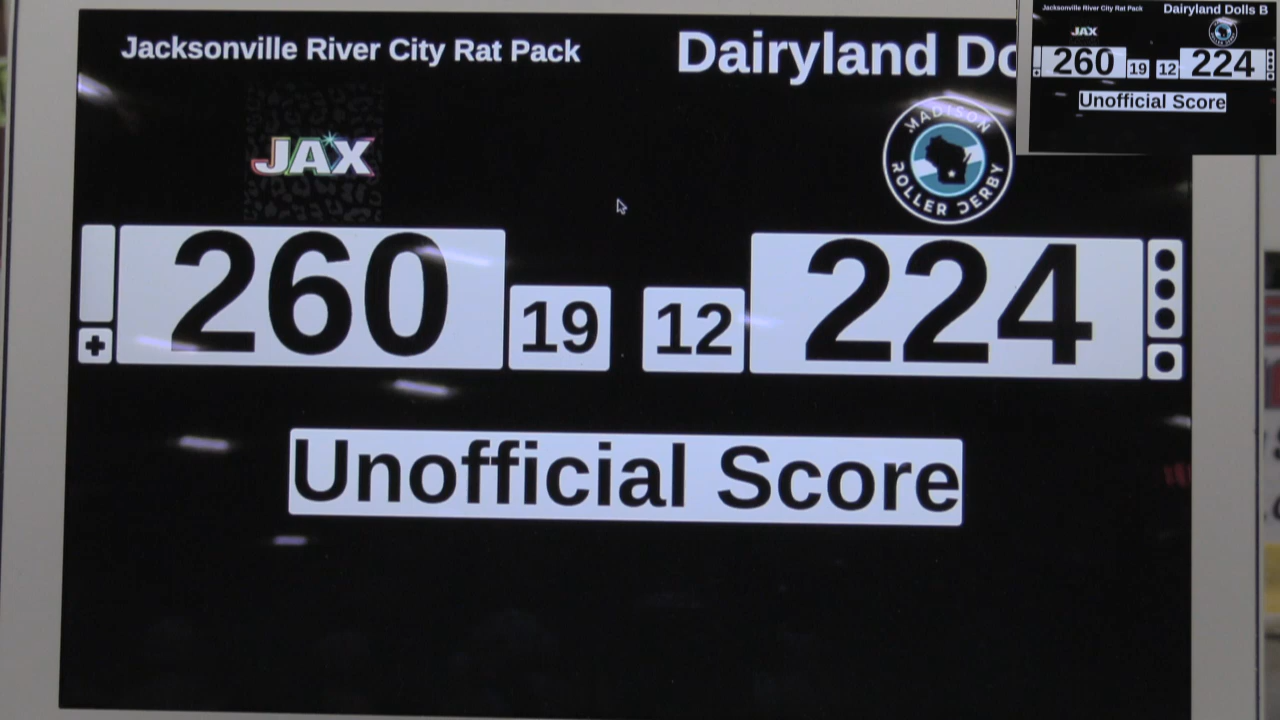 Jacksonville River City Rat Pack
Dairyland Do
JAX
MADISON
ROLLER DERBY
260
19
12
224
Unofficial Score
Jacksonville River City Rat Pack
Dairyland Dolls B
JAX
260
19
12
224
Unofficial Score